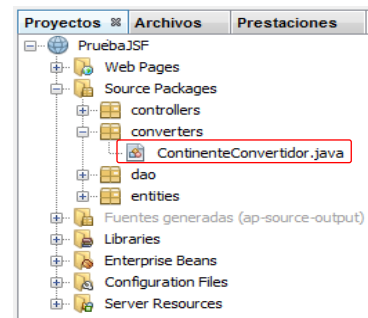 Proyectos Archivos Prestaciones
PruebaJSF
Web Pages
Source Packages
controllers
converters
ContinenteConvertidor.java
dao
entities
Fuentes generadas (ap-source-output)
Libraries
Enterprise Beans
Configuration Files
Server Resources